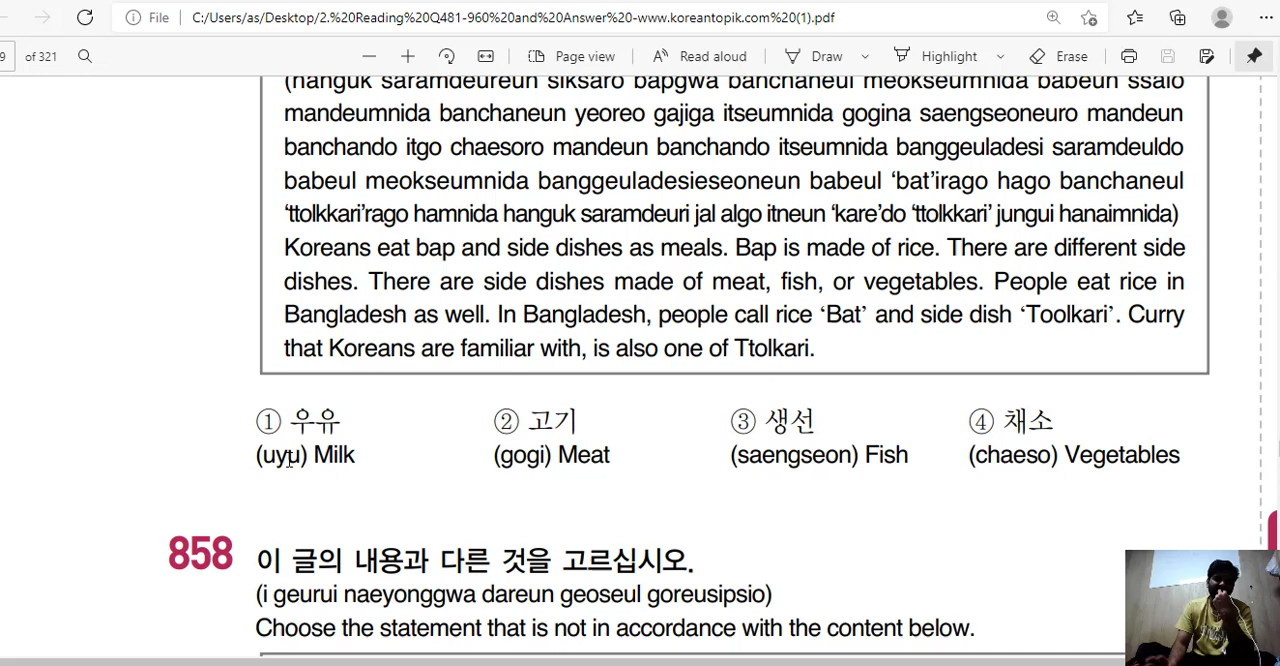 File C:/Users/as/Desktop/2.%20Reading%20Q481-960%20and%20Answer%20-www.koreantopik.com%20(1).pdf
9 of 321 Page view Read aloud Draw Highlight Erase
(hanguk saramdeureun siksaro bapgwa banchaneul meokseumnida babeun ssalo
mandeumnida banchaneun yeoreo gajiga itseumnida gogina saengseoneuro mandeun
banchando itgo chaesoro mandeun banchando itseumnida banggeuladesi saramdeuldo
babeul meokseumnida banggeuladesieseoneun babeul ‘bat’irago hago banchaneul
‘ttolkkari’rago hamnida hanguk saramdeuri jal algo itneun ‘kare’do ‘ttolkkari’ jungui hanaimnida)
Koreans eat bap and side dishes as meals. Bap is made of rice. There are different side
dishes. There are side dishes made of meat, fish, or vegetables. People eat rice in
Bangladesh as well. In Bangladesh, people call rice ‘Bat’ and side dish ‘Toolkari’. Curry
that Koreans are familiar with, is also one of Ttolkari.
① 우유 ② 고기 ③ 생선 ④ 채소
(uyu) Milk (gogi) Meat (saengseon) Fish (chaeso) Vegetables
858 이 글의 내용과 다른 것을 고르십시오.
(i geurui naeyonggwa dareun geoseul goreusipsio)
Choose the statement that is not in accordance with the content below.